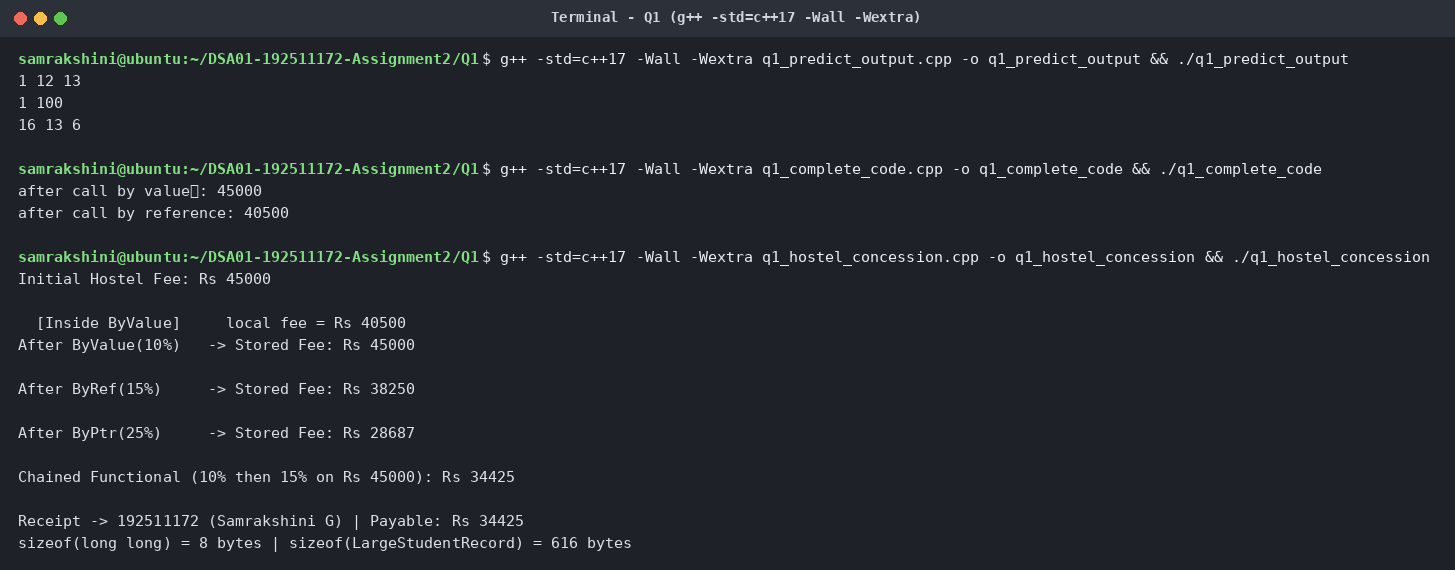 Terminal - Q1 (g++ -std=c++17 -Wall -Wextra)
samrakshini@ubuntu:~/DSA01-192511172-Assignment2/Q1$ g++ -std=c++17 -Wall -Wextra q1_predict_output.cpp -o q1_predict_output && ./q1_predict_output
1 12 13
1 100
16 13 6
samrakshini@ubuntu:~/DSA01-192511172-Assignment2/Q1$ g++ -std=c++17 -Wall -Wextra q1_complete_code.cpp -o q1_complete_code && ./q1_complete_code
after call by value▯: 45000
after call by reference: 40500
samrakshini@ubuntu:~/DSA01-192511172-Assignment2/Q1$ g++ -std=c++17 -Wall -Wextra q1_hostel_concession.cpp -o q1_hostel_concession && ./q1_hostel_concession
Initial Hostel Fee: Rs 45000
[Inside ByValue]     local fee = Rs 40500
After ByValue(10%)   -> Stored Fee: Rs 45000
After ByRef(15%)     -> Stored Fee: Rs 38250
After ByPtr(25%)     -> Stored Fee: Rs 28687
Chained Functional (10% then 15% on Rs 45000): Rs 34425
Receipt -> 192511172 (Samrakshini G) | Payable: Rs 34425
sizeof(long long) = 8 bytes | sizeof(LargeStudentRecord) = 616 bytes